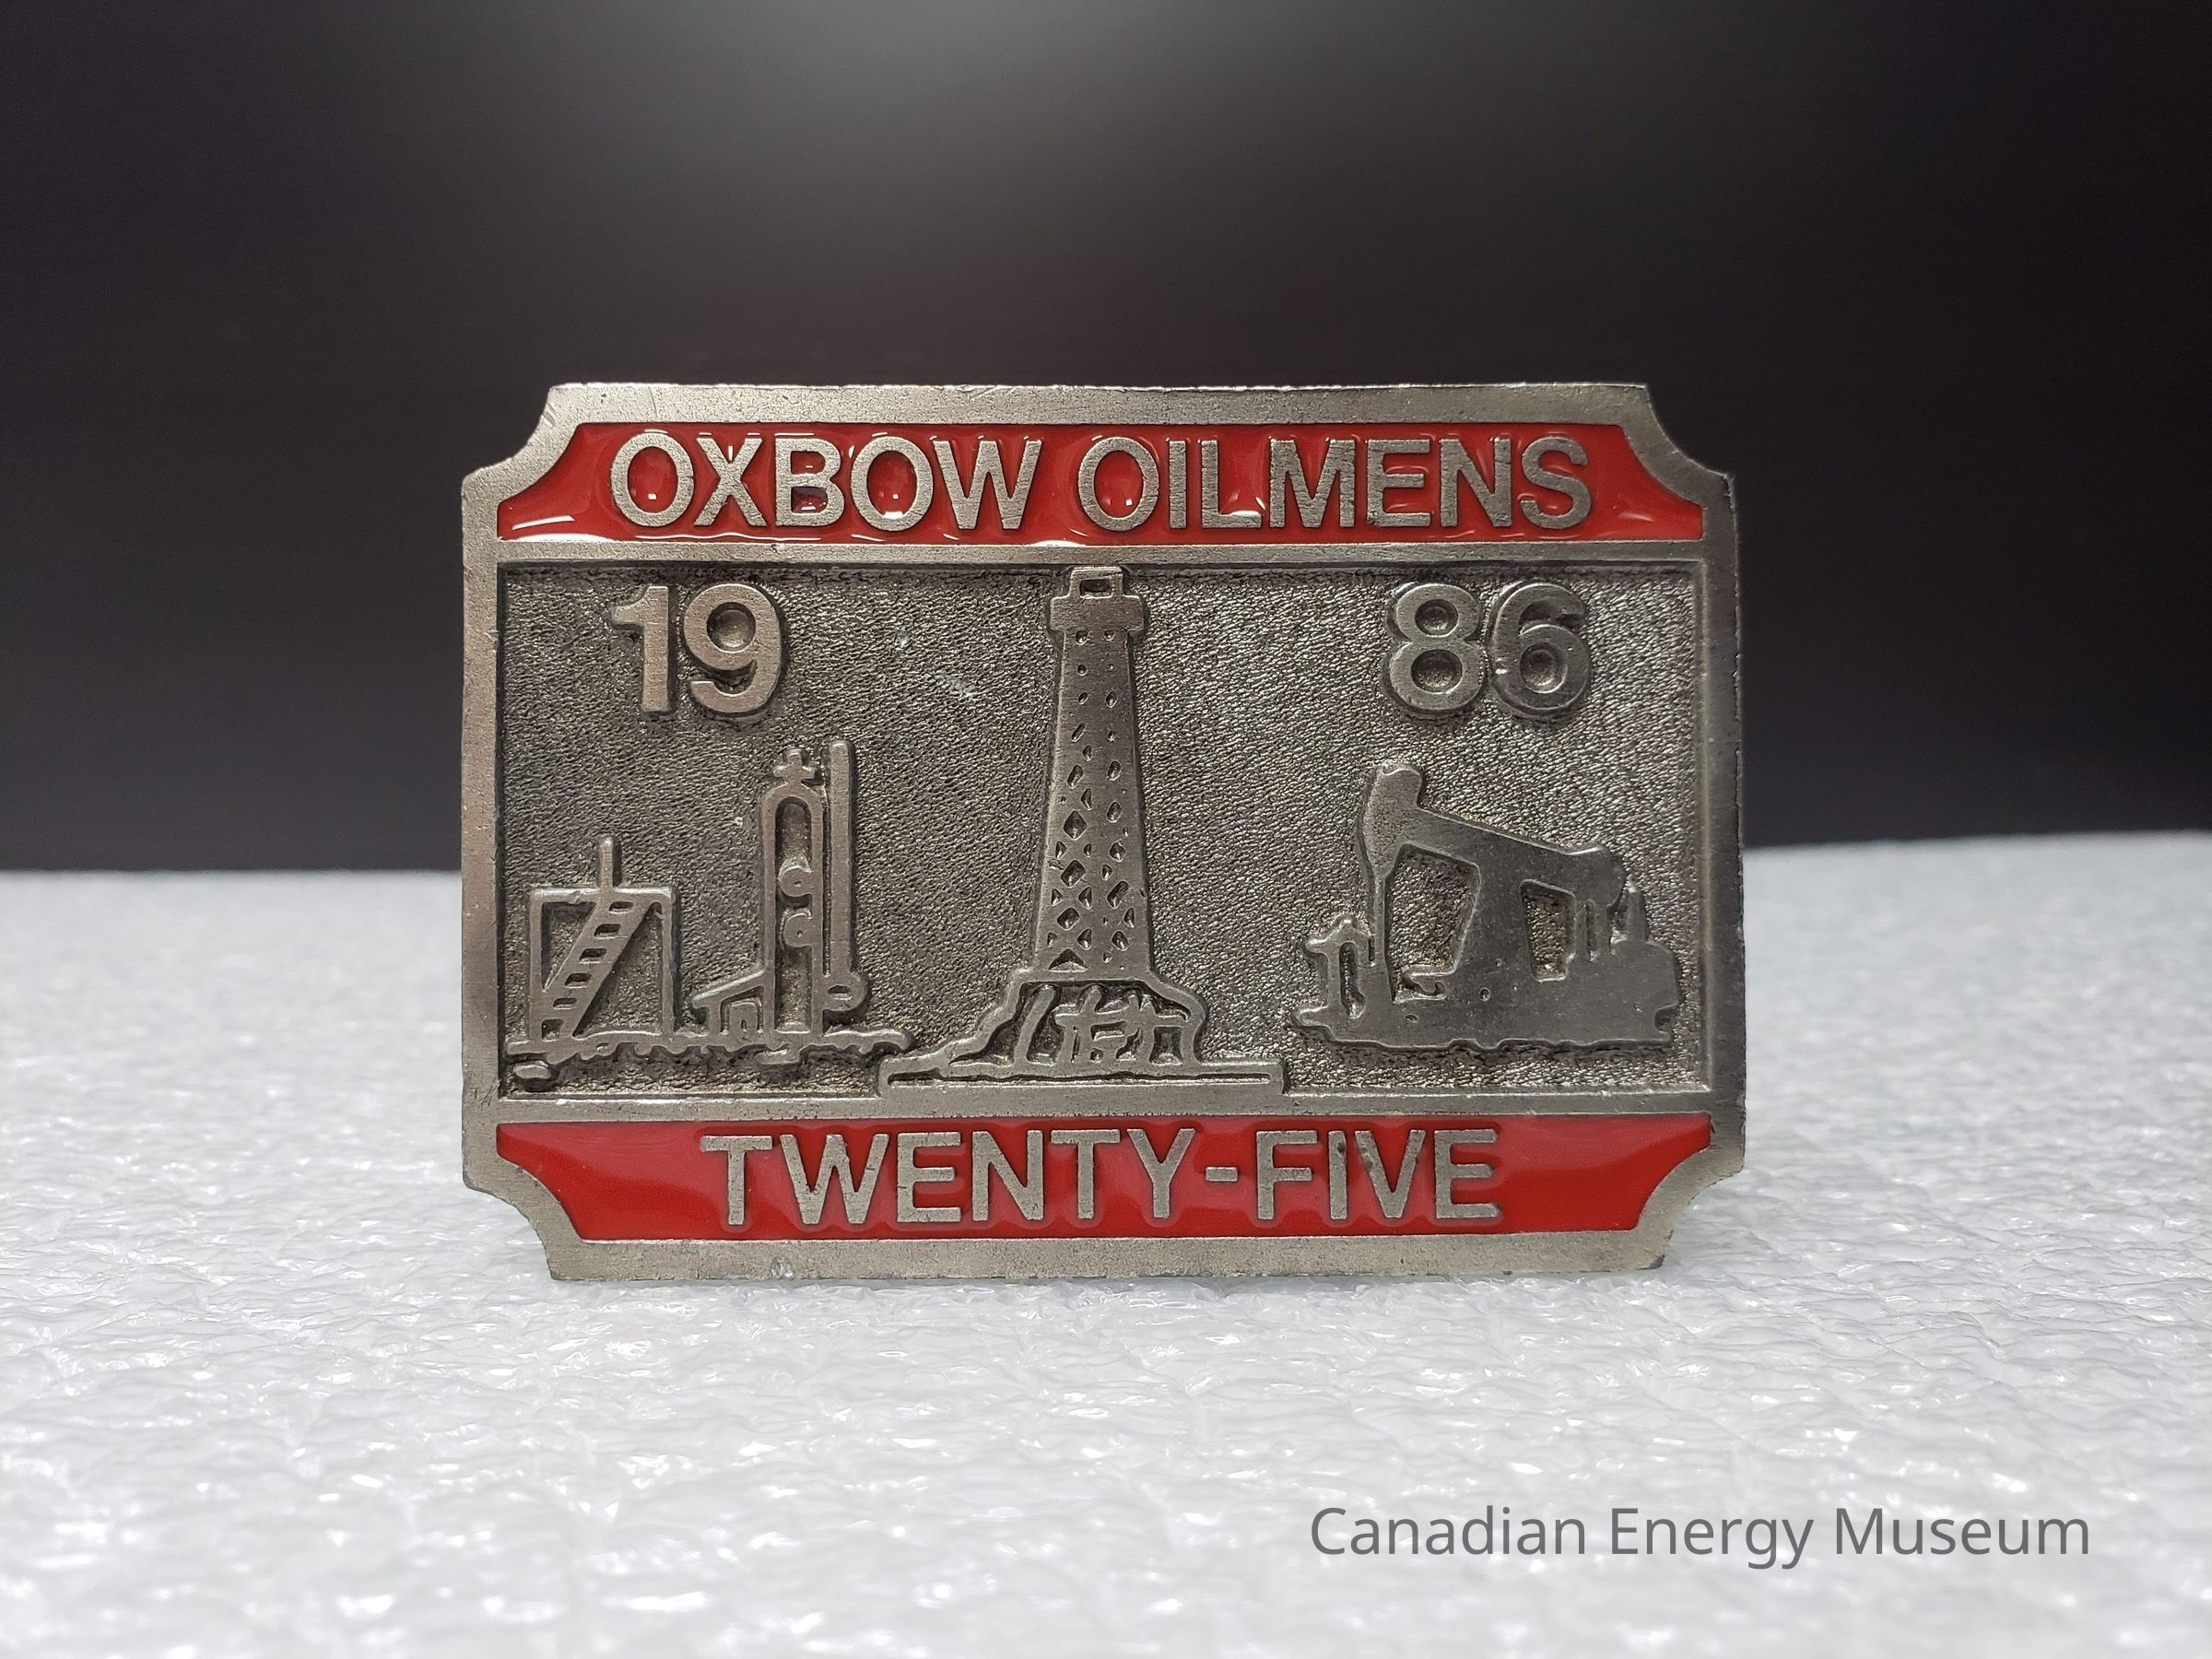 OXBOW OILMENS
19 86
TWENTY-FIVE
Canadian Energy Museum